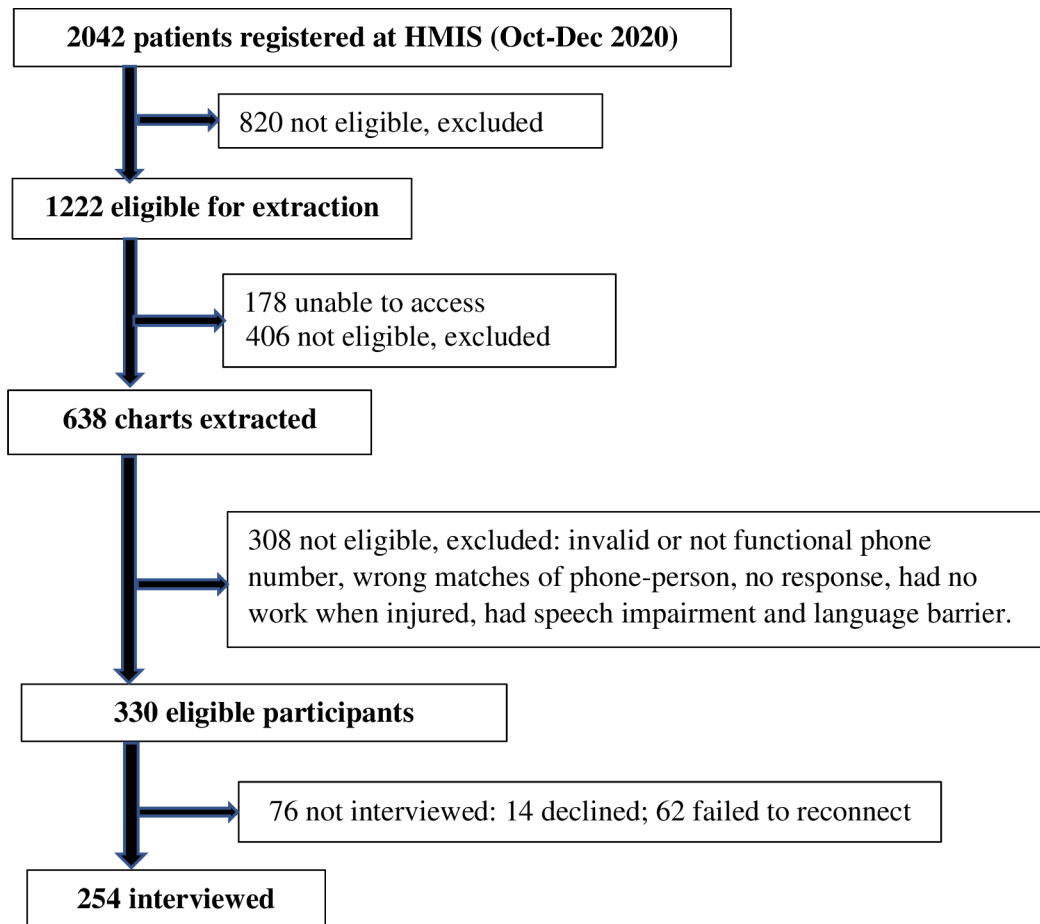 2042 patients registered at HMIS (Oct-Dec 2020)
820 not eligible, excluded
1222 eligible for extraction
178 unable to access
406 not eligible, excluded
638 charts extracted
308 not eligible, excluded: invalid or not functional phone
number, wrong matches of phone-person, no response, had no
work when injured, had speech impairment and language barrier.
330 eligible participants
76 not interviewed: 14 declined; 62 failed to reconnect
254 interviewed